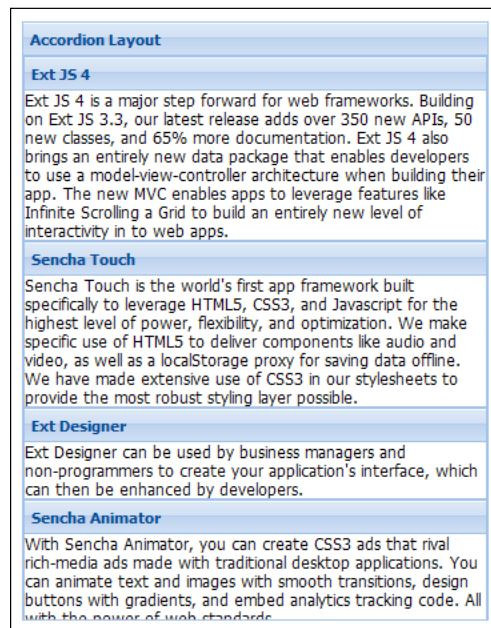 Accordion Layout
Ext JS 4
Ext JS 4 is a major step forward for web frameworks. Building
on Ext JS 3.3, our latest release adds over 350 new APIs, 50
new classes, and 65% more documentation. Ext JS 4 also
brings an entirely new data package that enables developers
to use a model-view-controller architecture when building their
app. The new MVC enables apps to leverage features like
Infinite Scrolling a Grid to build an entirely new level of
interactivity in to web apps.
Sencha Touch
Sencha Touch is the world's first app framework built
specifically to leverage HTML5, CSS3, and Javascript for the
highest level of power, flexibility, and optimization. We make
specific use of HTML5 to deliver components like audio and
video, as well as a localStorage proxy for saving data offline.
We have made extensive use of CSS3 in our stylesheets to
provide the most robust styling layer possible.
Ext Designer
Ext Designer can be used by business managers and
non-programmers to create your application's interface, which
can then be enhanced by developers.
Sencha Animator
With Sencha Animator, you can create CSS3 ads that rival
rich-media ads made with traditional desktop applications. You
can animate text and images with smooth transitions, design
buttons with gradients, and embed analytics tracking code. All
with the power of web standards.